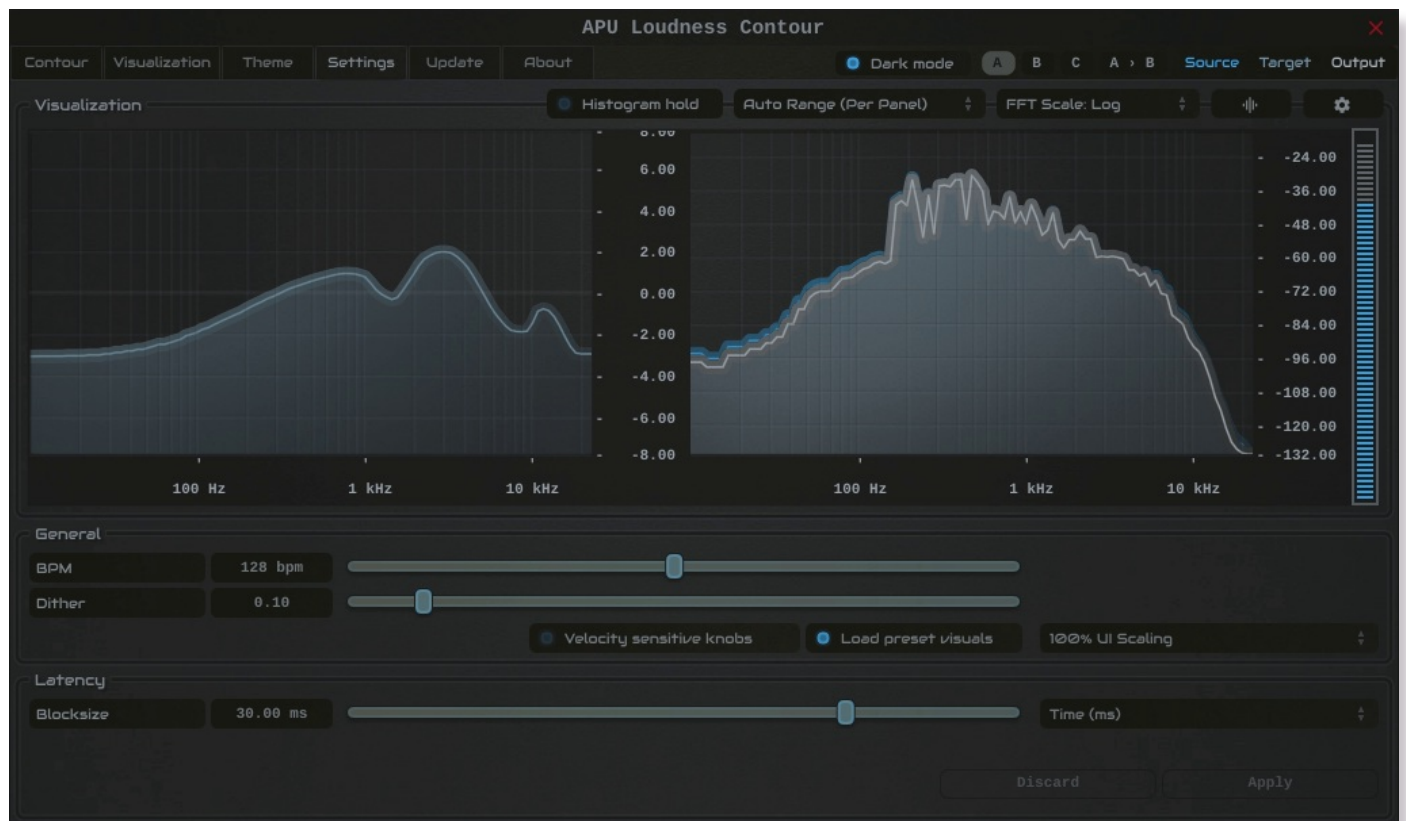 APU Loudness Contour
Contour Visualization Theme Settings Update About Dark mode A B C A › B Source Target Output
Visualization Histogram hold Auto Range (Per Panel) FFT Scale: Log
8.00
6.00
4.00
2.00
0.00
-2.00
-4.00
-6.00
-8.00
100 Hz 1 kHz 10 kHz
-24.00
-36.00
-48.00
-60.00
-72.00
-84.00
-96.00
-108.00
-120.00
-132.00
100 Hz 1 kHz 10 kHz
General
BPM 128 bpm
Dither 0.10
Velocity sensitive knobs Load preset visuals 100% UI Scaling
Latency
Blocksize 30.00 ms Time (ms)
Discard Apply